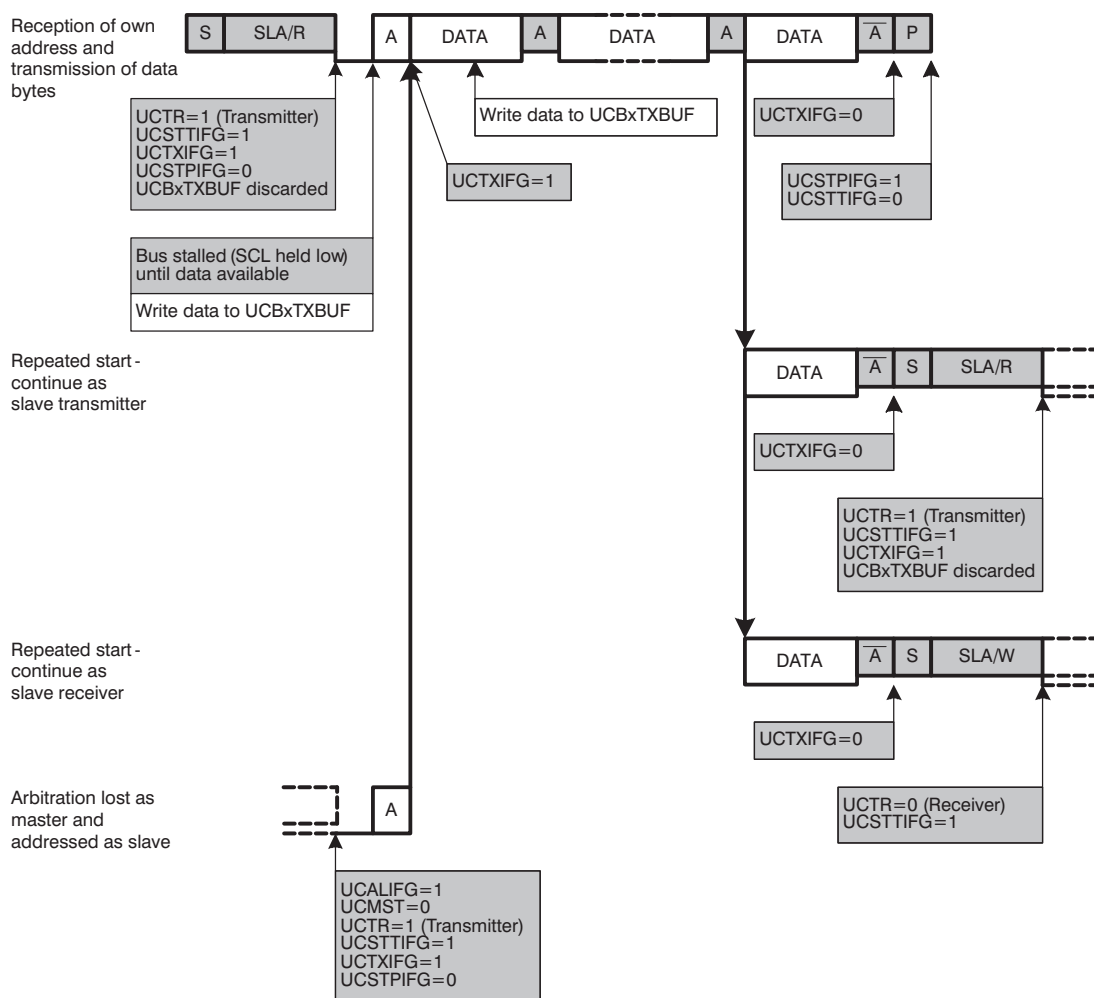 Reception of own
address and
transmission of data
bytes
S
SLA/R
A
DATA
A
DATA
A
DATA
A
P
UCTR=1 (Transmitter)
UCSTTIFG=1
UCTXIFG=1
UCSTPIFG=0
UCBxTXBUF discarded
Write data to UCBxTXBUF
UCTXIFG=0
UCTXIFG=1
UCSTPIFG=1
UCSTTIFG=0
Bus stalled (SCL held low)
until data available
Write data to UCBxTXBUF
Repeated start-
continue as
slave transmitter
DATA
A
S
SLA/R
UCTXIFG=0
UCTR=1 (Transmitter)
UCSTTIFG=1
UCTXIFG=1
UCBxTXBUF discarded
Repeated start-
continue as
slave receiver
DATA
A
S
SLA/W
UCTXIFG=0
UCTR=0 (Receiver)
UCSTTIFG=1
Arbitration lost as
master and
addressed as slave
A
UCALIFG=1
UCMST=0
UCTR=1 (Transmitter)
UCSTTIFG=1
UCTXIFG=1
UCSTPIFG=0